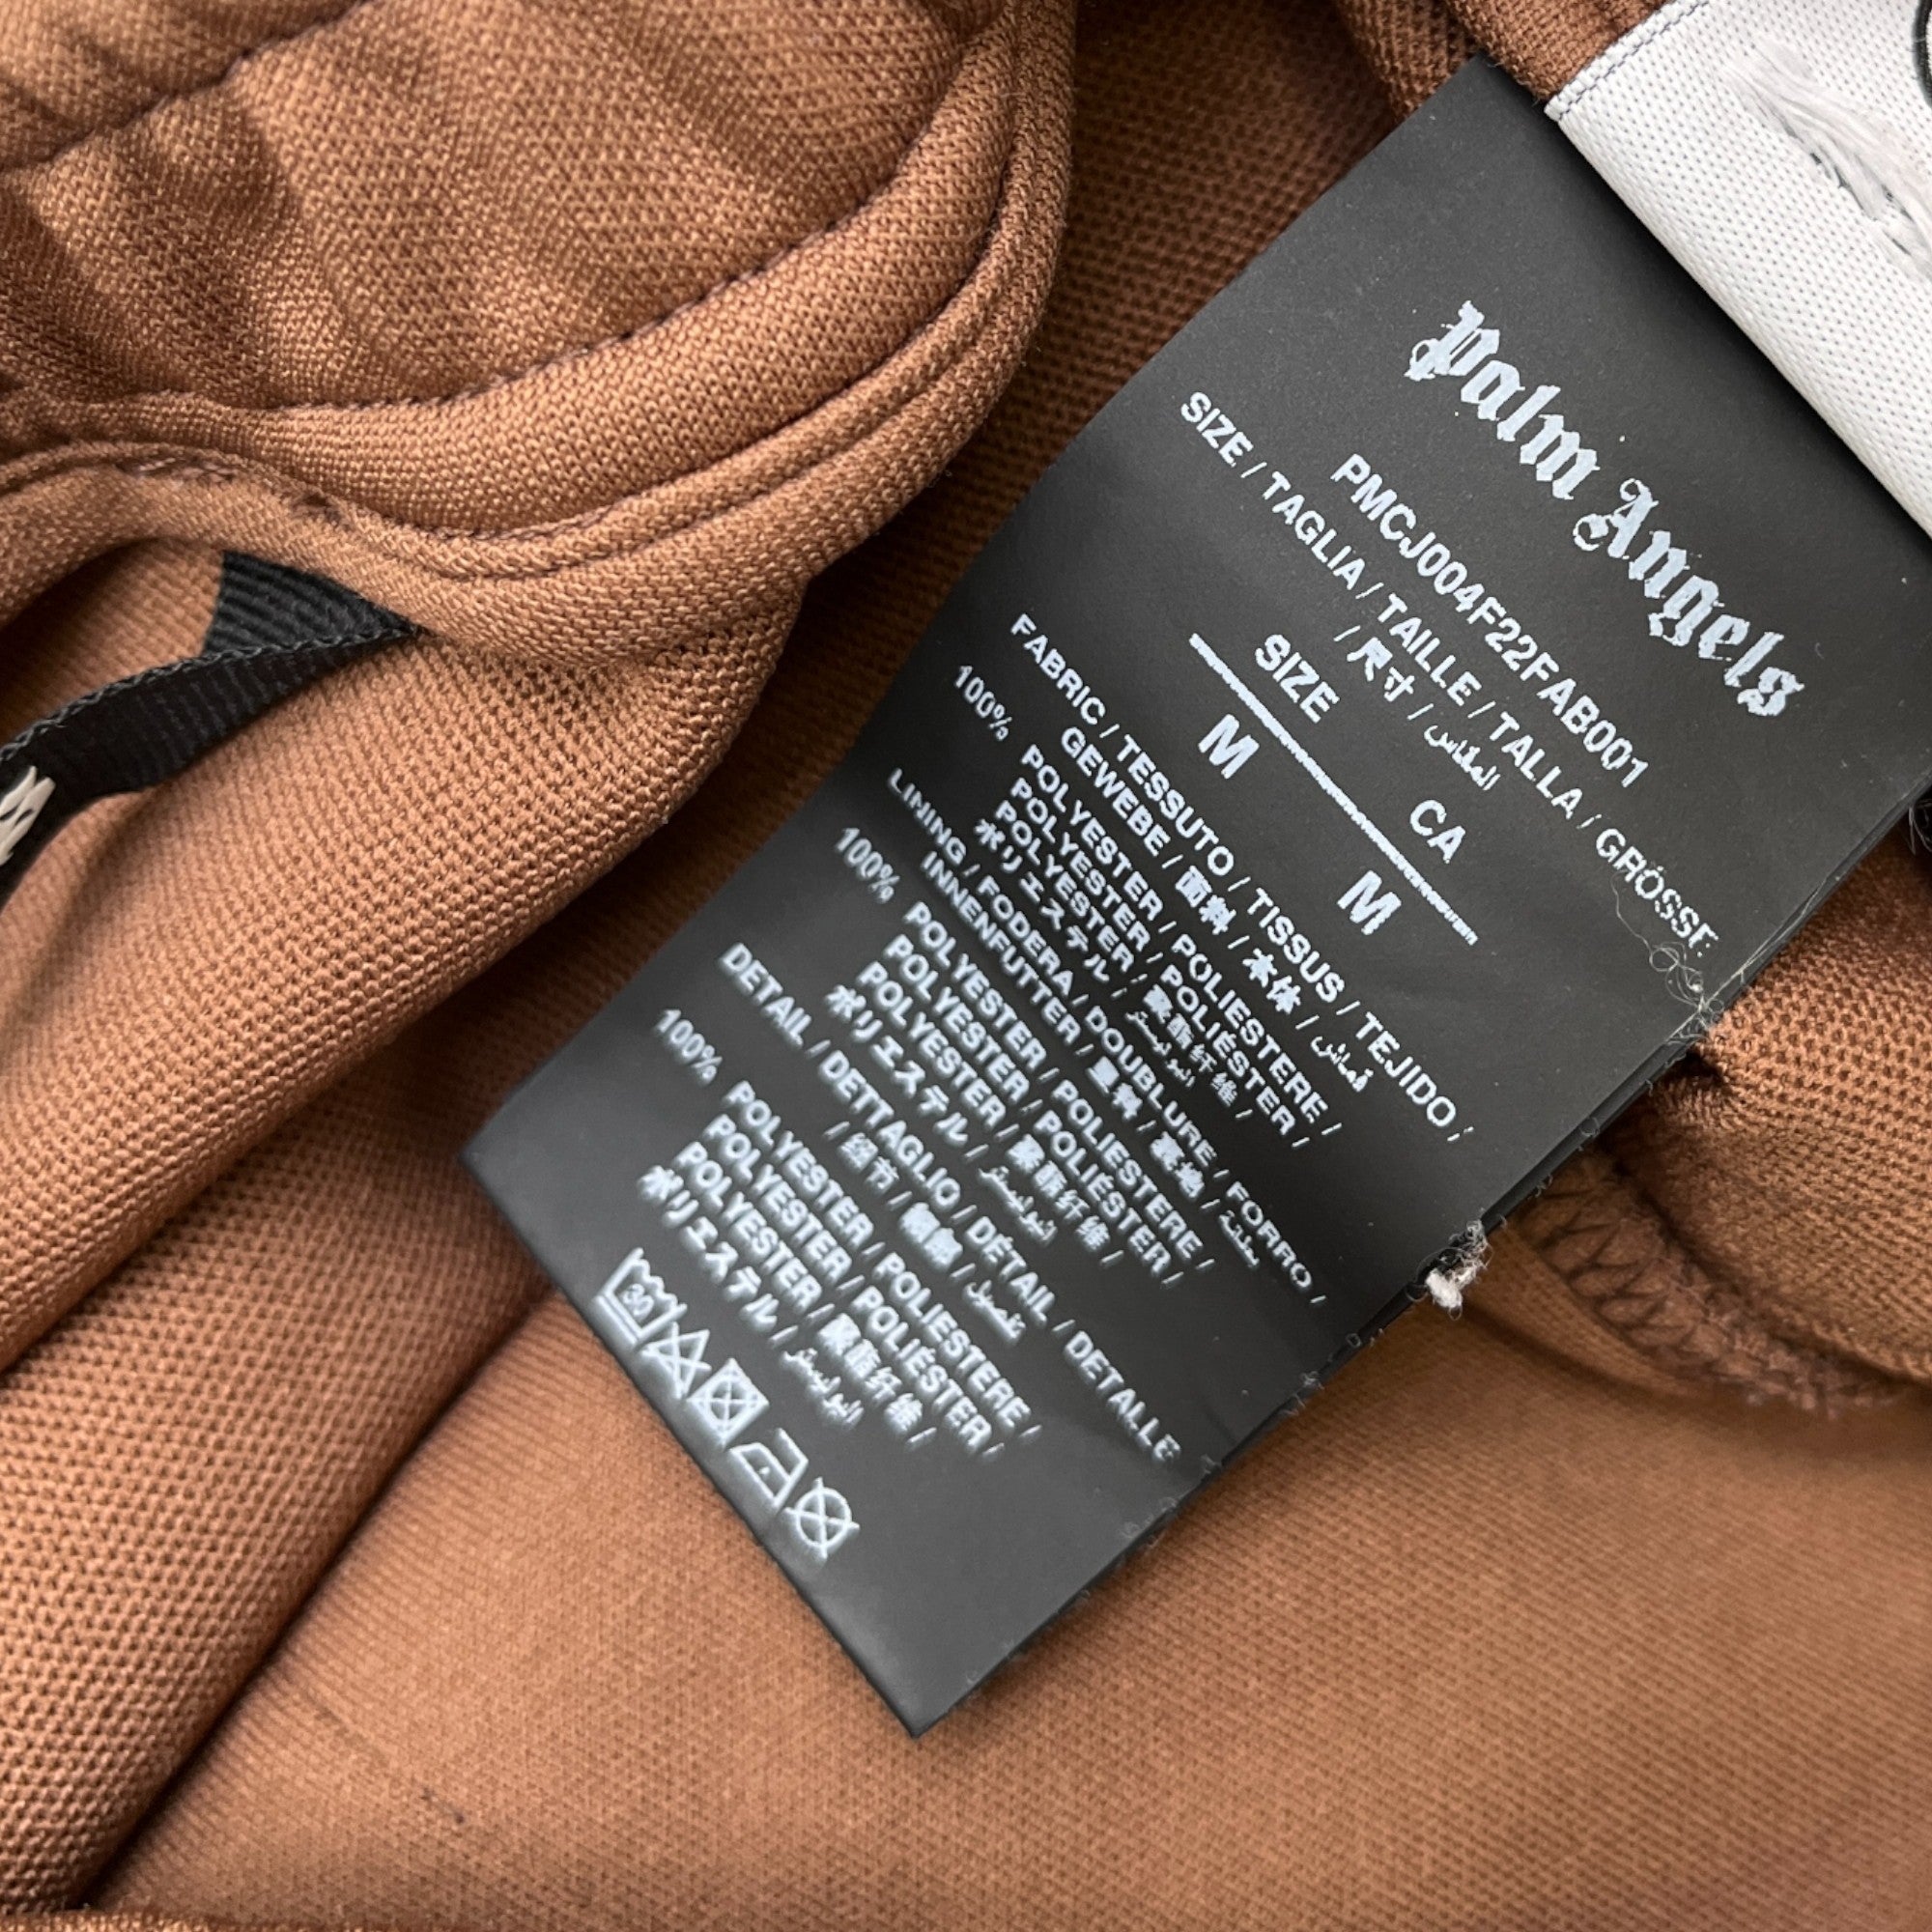 Palm Angels
PMCJ004F22FAB001
SIZE / TAGLIA / TAILLE / TALLA / GRÖSSE
/ 尺寸 / المقاس
SIZE CA
M M
FABRIC / TESSUTO / TISSUS / TEJIDO /
GEWEBE / 面料 / 本体 / قماش
100% POLYESTER / POLIESTERE /
POLYESTER / POLIÉSTER /
POLYESTER / 聚酯纤维 /
ポリエステル / البوليستر
LINING / FODERA / DOUBLURE / FORRO /
INNENFUTTER / 里料 / 裏地 / بطانة
100% POLYESTER / POLIESTERE /
POLYESTER / POLIÉSTER /
POLYESTER / 聚酯纤维 /
ポリエステル / البوليستر
DETAIL / DETTAGLIO / DÉTAIL / DETALLE
/ 细节 / تفصيل
100% POLYESTER / POLIESTERE /
POLYESTER / POLIÉSTER /
POLYESTER / 聚酯纤维 /
ポリエステル / البوليستر
30